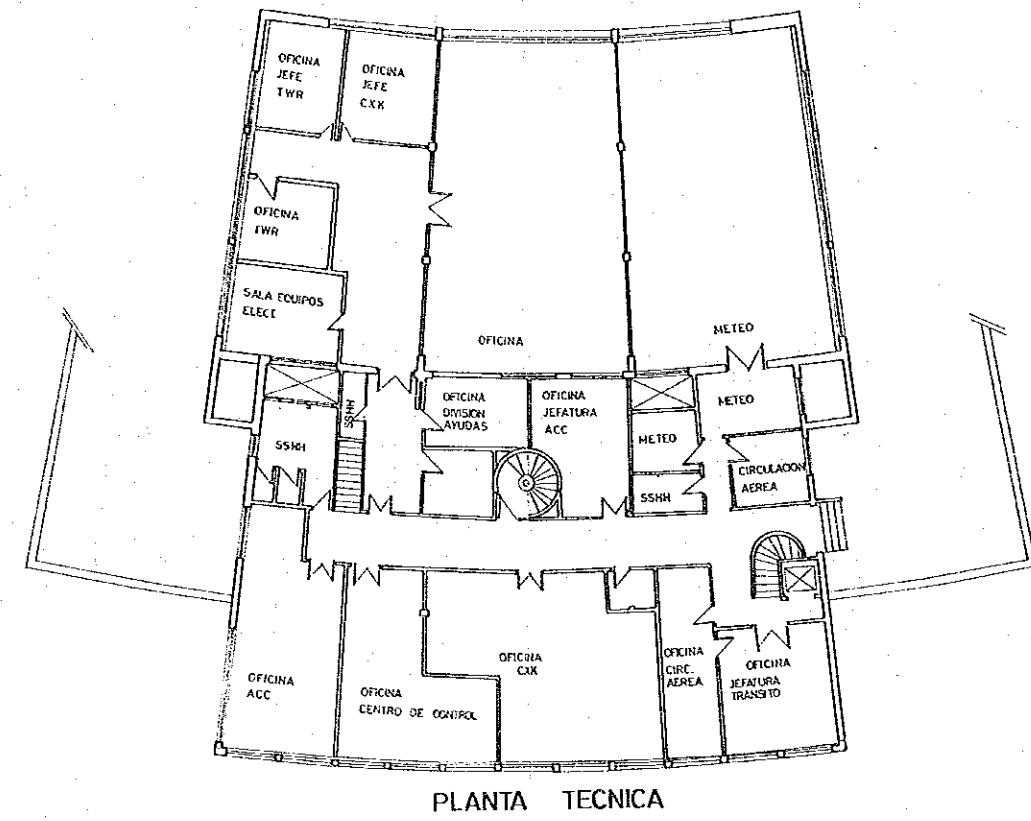 OFICINA
JEFE
TWR
OFICINA
JEFE
CXK
OFICINA
TWR
SALA EQUIPOS
ELECT
OFICINA
METEO
SSHH
OFICINA
DIVISION
AYUDAS
OFICINA
JEFATURA
ACC
METEO
METEO
SSHH
CIRCULACION
AEREA
SSHH
OFICINA
ACC
OFICINA
CENTRO DE CONTROL
OFICINA
CXK
OFICINA
CIRC.
AEREA
OFICINA
JEFATURA
TRANSITO
PLANTA TECNICA